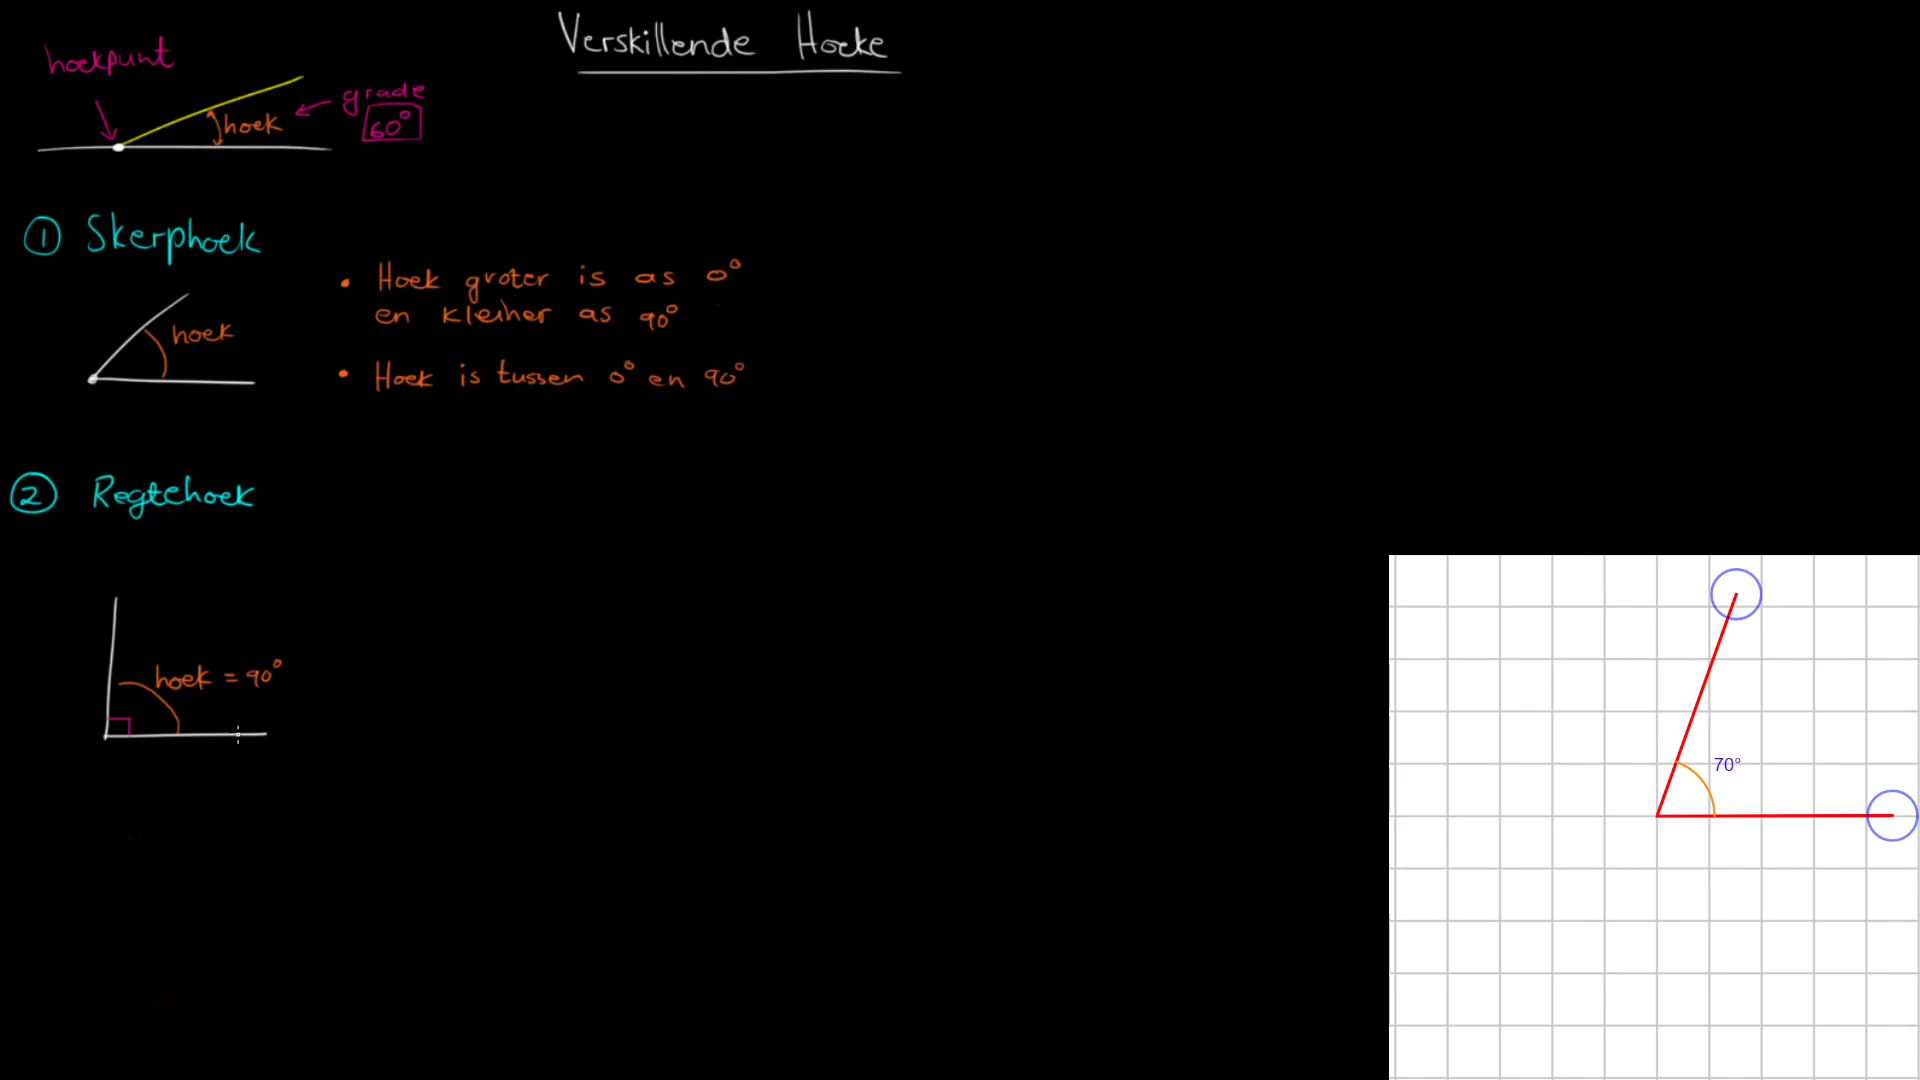 Verskillende Hoeke
hoekpunt
grade
60°
hoek
① Skerphoek
hoek
• Hoek groter is as 0°
en kleiner as 90°
• Hoek is tussen 0° en 90°
② Regtehoek
hoek = 90°
70°